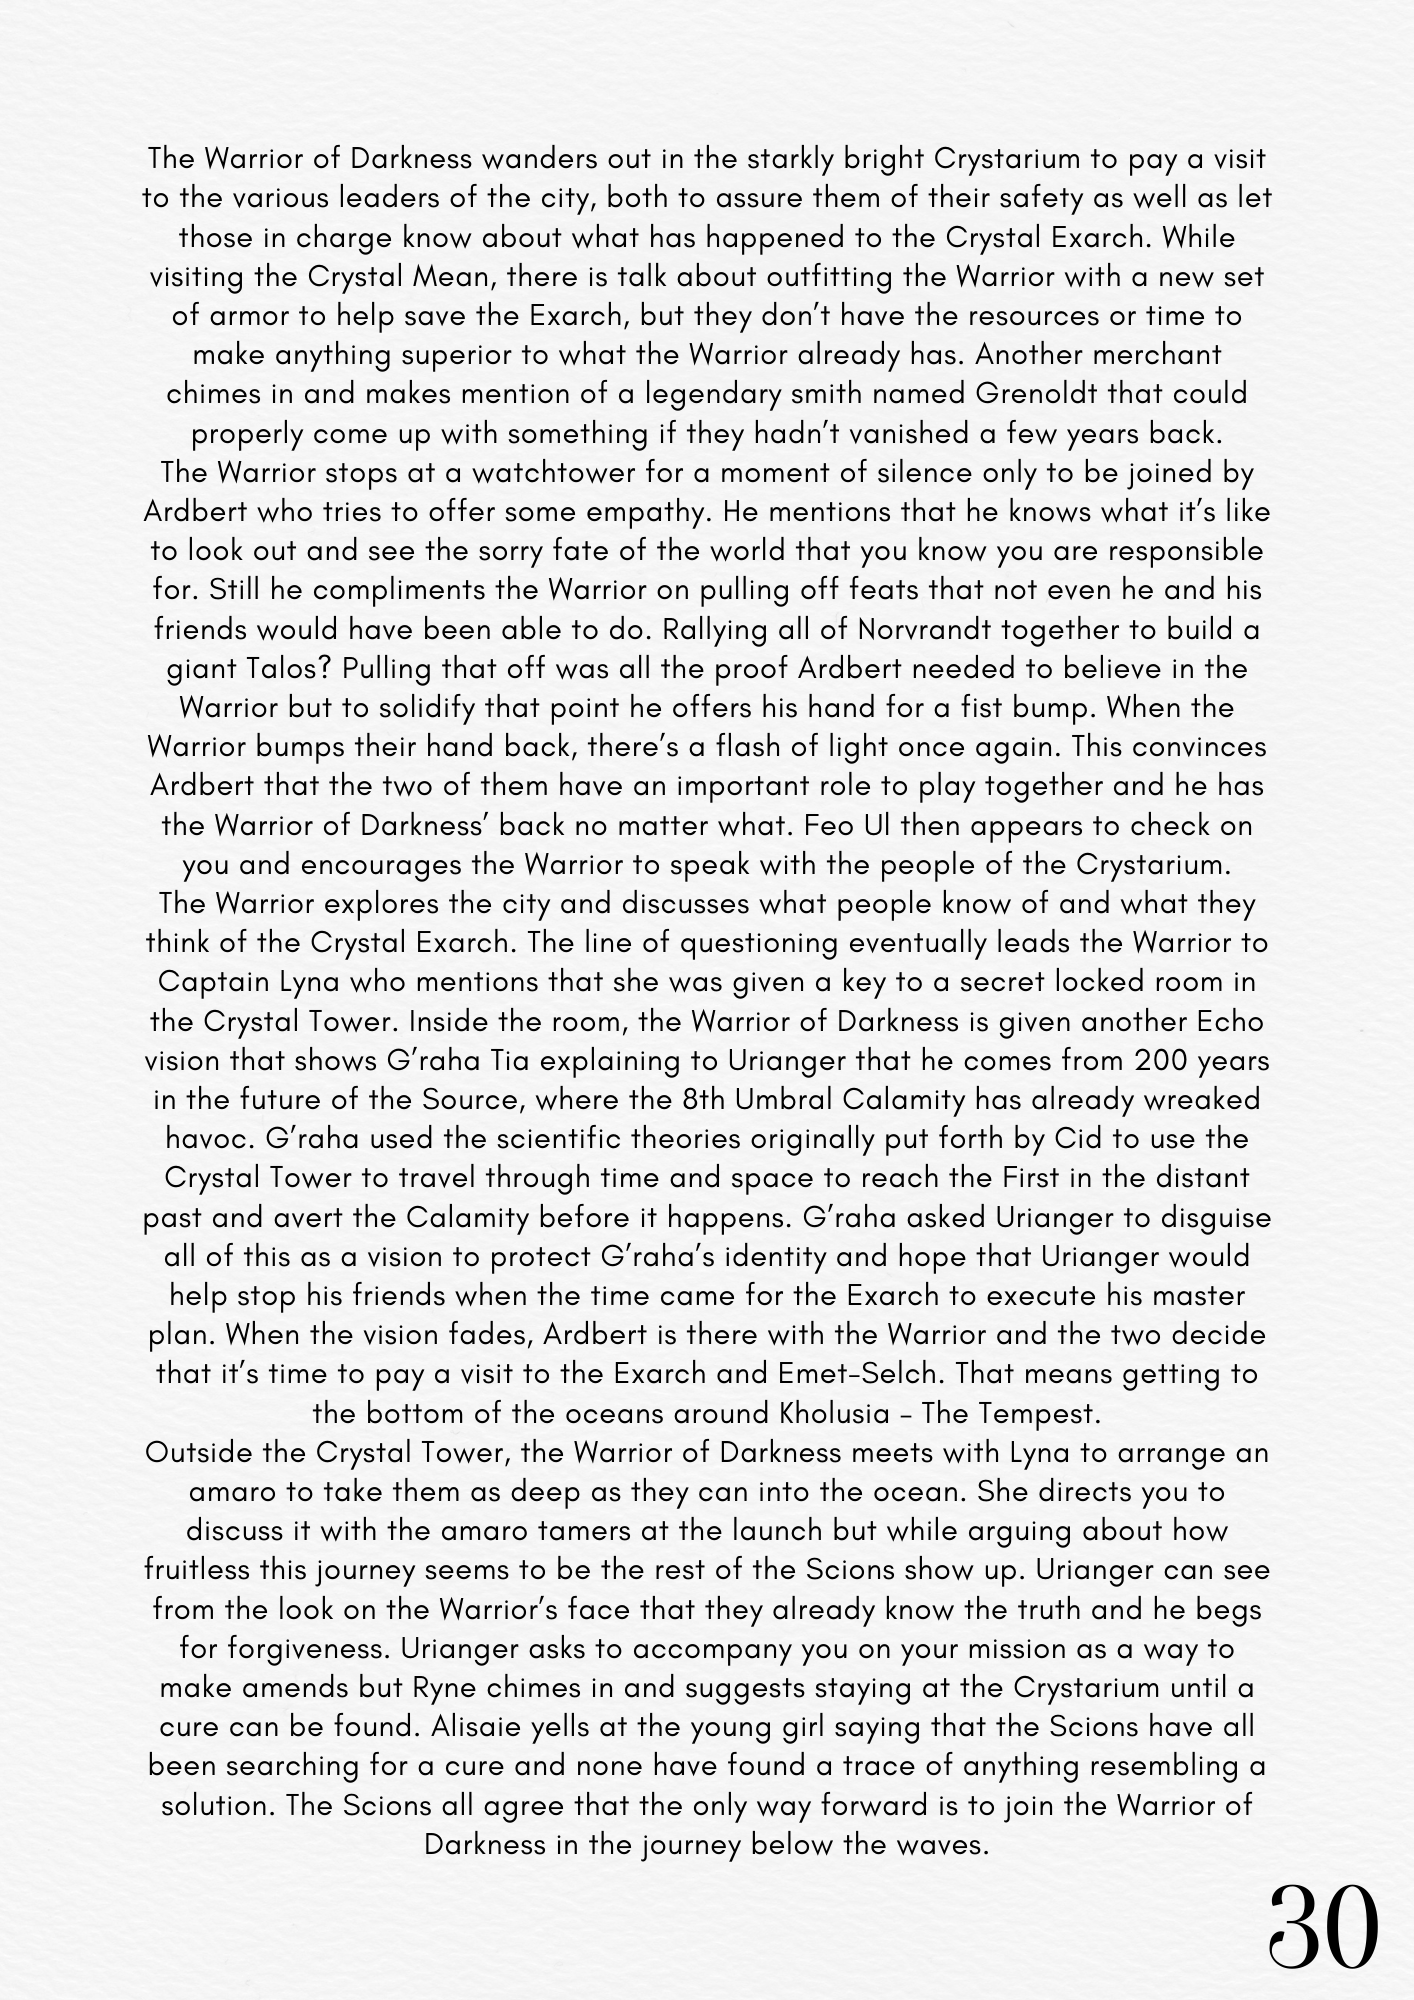 The Warrior of Darkness wanders out in the starkly bright Crystarium to pay a visit
to the various leaders of the city, both to assure them of their safety as well as let
those in charge know about what has happened to the Crystal Exarch. While
visiting the Crystal Mean, there is talk about outfitting the Warrior with a new set
of armor to help save the Exarch, but they don’t have the resources or time to
make anything superior to what the Warrior already has. Another merchant
chimes in and makes mention of a legendary smith named Grenoldt that could
properly come up with something if they hadn’t vanished a few years back.
The Warrior stops at a watchtower for a moment of silence only to be joined by
Ardbert who tries to offer some empathy. He mentions that he knows what it’s like
to look out and see the sorry fate of the world that you know you are responsible
for. Still he compliments the Warrior on pulling off feats that not even he and his
friends would have been able to do. Rallying all of Norvrandt together to build a
giant Talos? Pulling that off was all the proof Ardbert needed to believe in the
Warrior but to solidify that point he offers his hand for a fist bump. When the
Warrior bumps their hand back, there’s a flash of light once again. This convinces
Ardbert that the two of them have an important role to play together and he has
the Warrior of Darkness’ back no matter what. Feo Ul then appears to check on
you and encourages the Warrior to speak with the people of the Crystarium.
The Warrior explores the city and discusses what people know of and what they
think of the Crystal Exarch. The line of questioning eventually leads the Warrior to
Captain Lyna who mentions that she was given a key to a secret locked room in
the Crystal Tower. Inside the room, the Warrior of Darkness is given another Echo
vision that shows G’raha Tia explaining to Urianger that he comes from 200 years
in the future of the Source, where the 8th Umbral Calamity has already wreaked
havoc. G’raha used the scientific theories originally put forth by Cid to use the
Crystal Tower to travel through time and space to reach the First in the distant
past and avert the Calamity before it happens. G’raha asked Urianger to disguise
all of this as a vision to protect G’raha’s identity and hope that Urianger would
help stop his friends when the time came for the Exarch to execute his master
plan. When the vision fades, Ardbert is there with the Warrior and the two decide
that it’s time to pay a visit to the Exarch and Emet-Selch. That means getting to
the bottom of the oceans around Kholusia – The Tempest.
Outside the Crystal Tower, the Warrior of Darkness meets with Lyna to arrange an
amaro to take them as deep as they can into the ocean. She directs you to
discuss it with the amaro tamers at the launch but while arguing about how
fruitless this journey seems to be the rest of the Scions show up. Urianger can see
from the look on the Warrior’s face that they already know the truth and he begs
for forgiveness. Urianger asks to accompany you on your mission as a way to
make amends but Ryne chimes in and suggests staying at the Crystarium until a
cure can be found. Alisaie yells at the young girl saying that the Scions have all
been searching for a cure and none have found a trace of anything resembling a
solution. The Scions all agree that the only way forward is to join the Warrior of
Darkness in the journey below the waves.
30